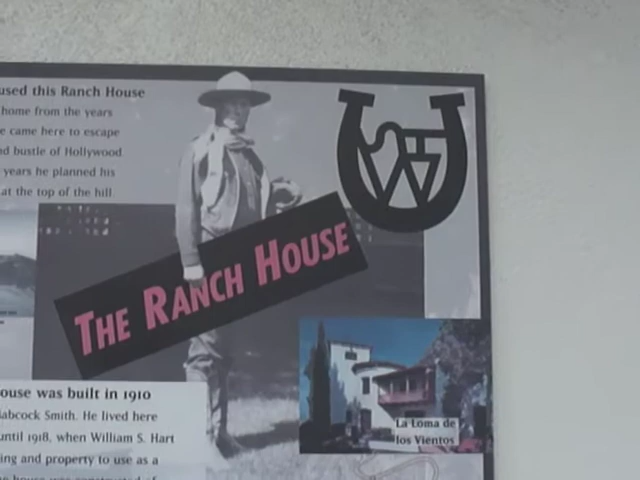 used this Ranch House
home from the years
e came here to escape
nd bustle of Hollywood
years he planned his
at the top of the hill
THE RANCH HOUSE
ouse was built in 1910
abcock Smith. He lived here
until 1918, when William S. Hart
ing and property to use as a
La Loma de
los Vientos